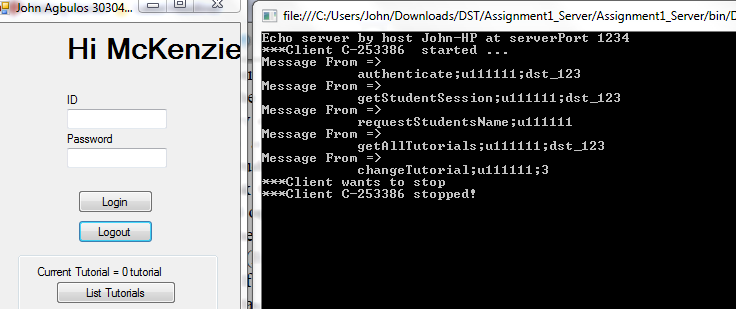 John Agbulos 30304...
Hi McKenzie
ID
Password
Login
Logout
Current Tutorial = 0 tutorial
List Tutorials
file:///C:/Users/John/Downloads/DST/Assignment1_Server/Assignment1_Server/bin/D
Echo server by host John-HP at serverPort 1234
***Client C-253386  started ...
Message From =>
authenticate;u111111;dst_123
Message From =>
getStudentSession;u111111;dst_123
Message From =>
requestStudentsName;u111111
Message From =>
getAllTutorials;u111111;dst_123
Message From =>
changeTutorial;u111111;3
***Client wants to stop
***Client C-253386 stopped!